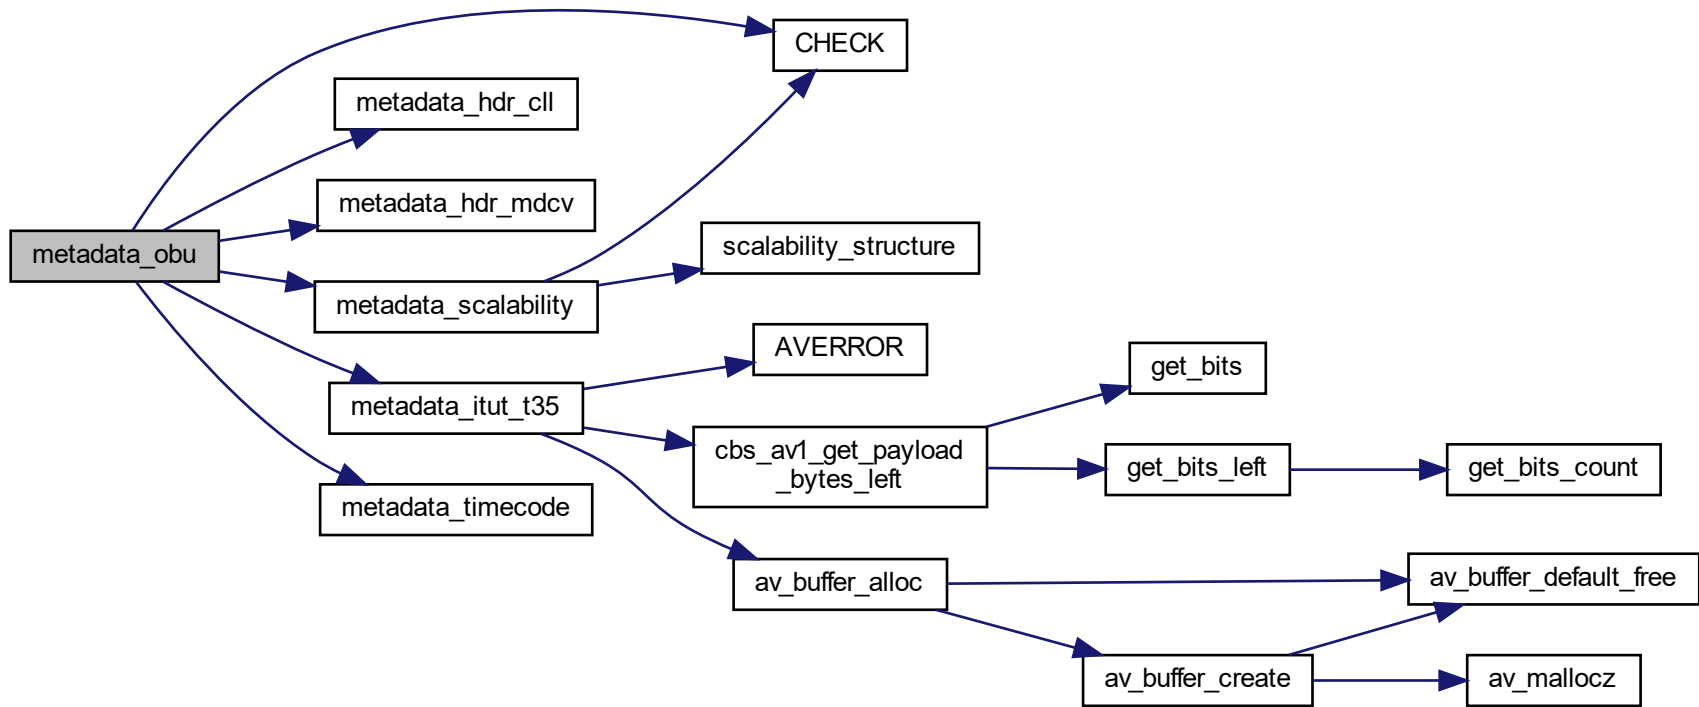 CHECK
metadata_hdr_cll
metadata_hdr_mdcv
metadata_obu
scalability_structure
metadata_scalability
AVERROR
get_bits
metadata_itut_t35
cbs_av1_get_payload
_bytes_left
get_bits_left
get_bits_count
metadata_timecode
av_buffer_alloc
av_buffer_default_free
av_buffer_create
av_mallocz